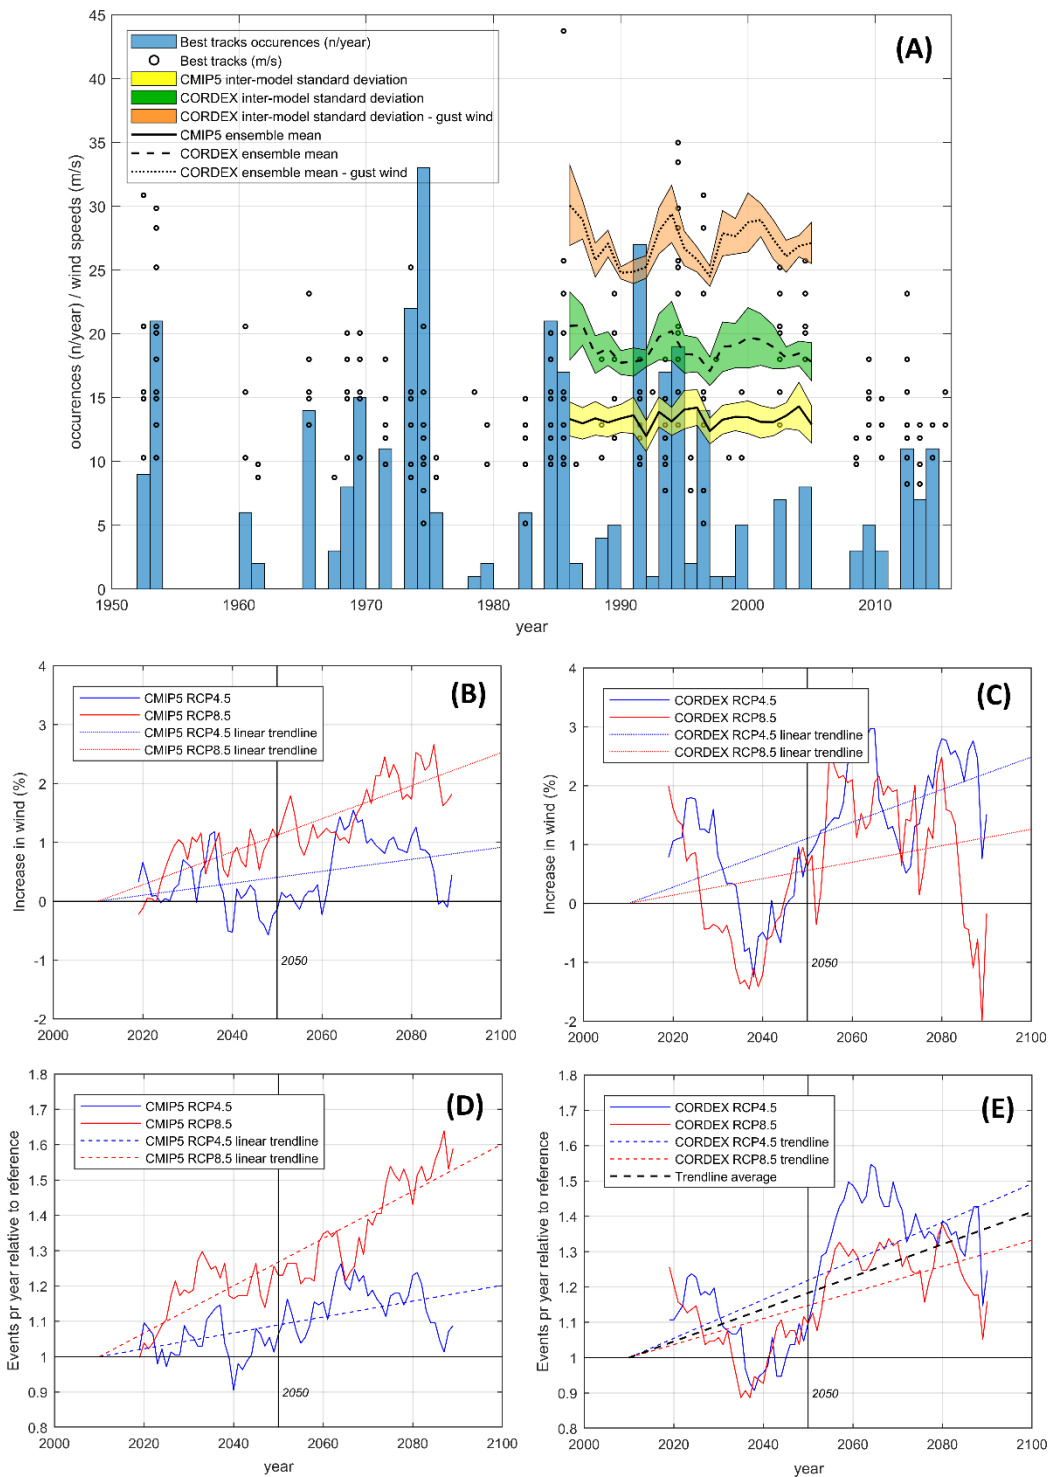 (A)
Best tracks occurences (n/year)
Best tracks (m/s)
CMIP5 inter-model standard deviation
CORDEX inter-model standard deviation
CORDEX inter-model standard deviation - gust wind
CMIP5 ensemble mean
CORDEX ensemble mean
CORDEX ensemble mean - gust wind
occurences (n/year) / wind speeds (m/s)
45
40
35
30
25
20
15
10
5
0
1950 1960 1970 1980 1990 2000 2010
year
(B)
CMIP5 RCP4.5
CMIP5 RCP8.5
CMIP5 RCP4.5 linear trendline
CMIP5 RCP8.5 linear trendline
Increase in wind (%)
4
3
2
1
0
-1
-2
2050
2000 2020 2040 2060 2080 2100
(C)
CORDEX RCP4.5
CORDEX RCP8.5
CORDEX RCP4.5 linear trendline
CORDEX RCP8.5 linear trendline
Increase in wind (%)
4
3
2
1
0
-1
-2
2050
2000 2020 2040 2060 2080 2100
(D)
CMIP5 RCP4.5
CMIP5 RCP8.5
CMIP5 RCP4.5 linear trendline
CMIP5 RCP8.5 linear trendline
Events pr year relative to reference
1.8
1.7
1.6
1.5
1.4
1.3
1.2
1.1
1
0.9
0.8
2050
2000 2020 2040 2060 2080 2100
year
(E)
CORDEX RCP4.5
CORDEX RCP8.5
CORDEX RCP4.5 trendline
CORDEX RCP8.5 trendline
Trendline average
Events pr year relative to reference
1.8
1.7
1.6
1.5
1.4
1.3
1.2
1.1
1
0.9
0.8
2050
2000 2020 2040 2060 2080 2100
year